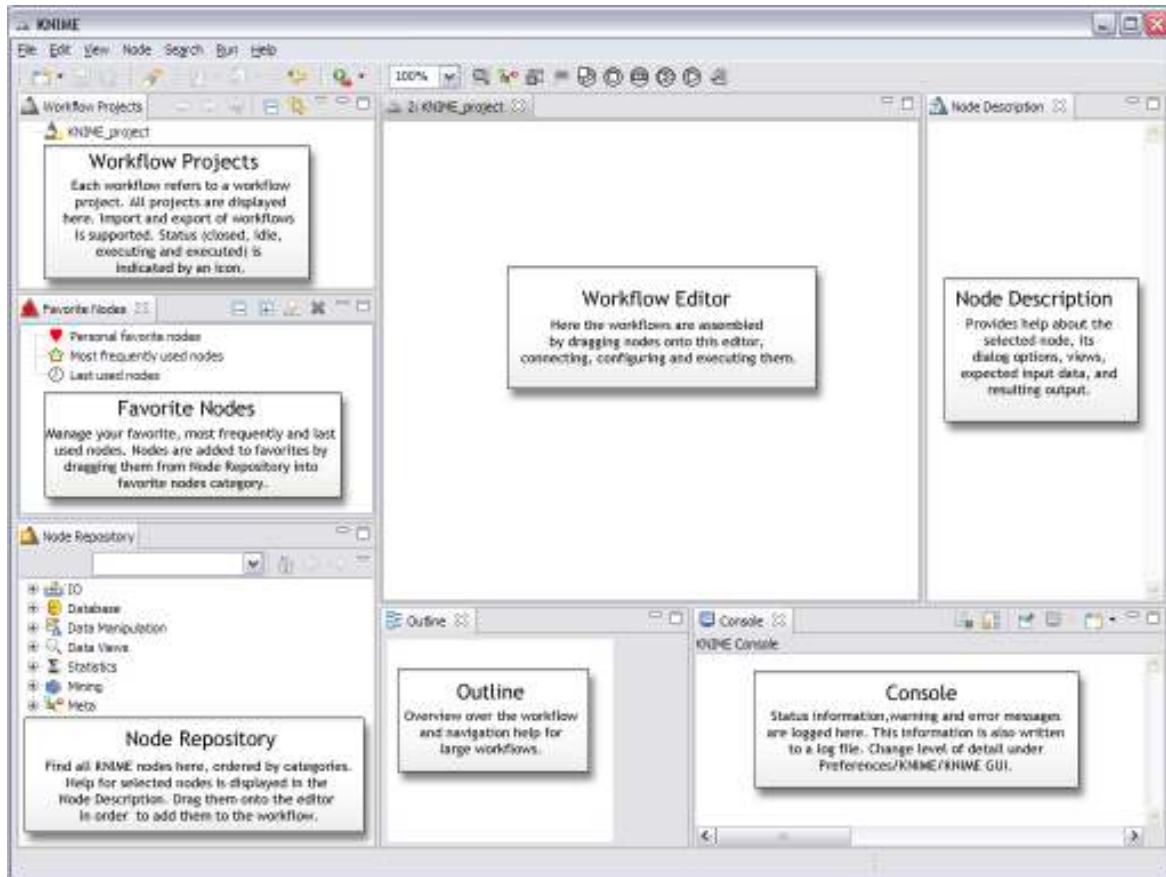 KNIME
File Edit View Node Search Run Help
100%
Workflow Projects
KNIME_project
Workflow Projects
Each workflow refers to a workflow
project. All projects are displayed
here. Import and export of workflows
is supported. Status (closed, idle,
executing and executed) is
indicated by an icon.
Favorite Nodes
Personal favorite nodes
Most frequently used nodes
Last used nodes
Favorite Nodes
Manage your favorite, most frequently and last
used nodes. Nodes are added to favorites by
dragging them from Node Repository into
favorite nodes category.
Node Repository
IO
Database
Data Manipulation
Data Views
Statistics
Mining
Meta
Node Repository
Find all KNIME nodes here, ordered by categories.
Help for selected nodes is displayed in the
Node Description. Drag them onto the editor
in order to add them to the workflow.
2: KNIME_project
Workflow Editor
Here the workflows are assembled
by dragging nodes onto this editor,
connecting, configuring and executing them.
Node Description
Node Description
Provides help about the
selected node, its
dialog options, views,
expected input data, and
resulting output.
Outline
Outline
Overview over the workflow
and navigation help for
large workflows.
Console
KNIME Console
Console
Status information,warning and error messages
are logged here. This information is also written
to a log file. Change level of detail under
Preferences/KNIME/KNIME GUI.